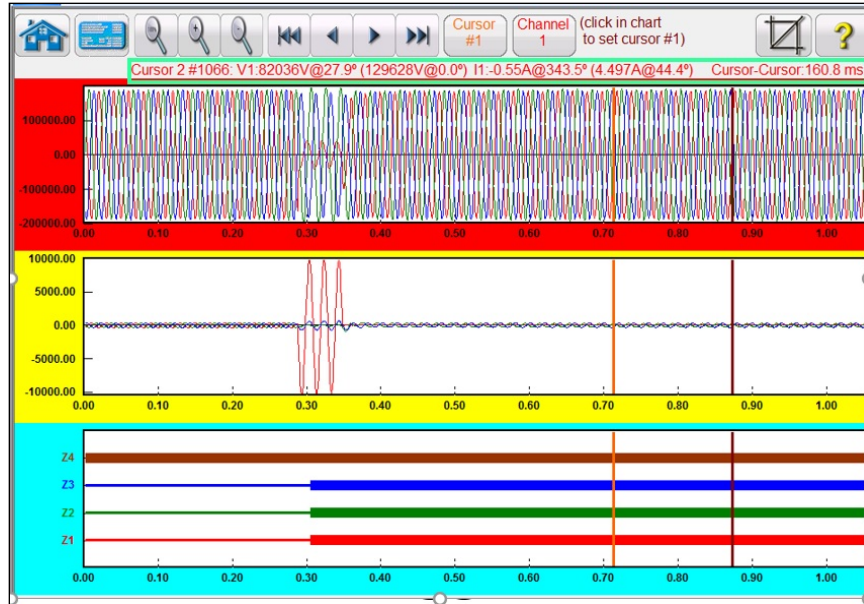 Cursor #1
Channel 1
(click in chart to set cursor #1)
Cursor 2 #1066: V1:82036V@27.9º (129628V@0.0º) I1:-0.55A@343.5º (4.497A@44.4º) Cursor-Cursor:160.8 ms
100000.00
0.00
-100000.00
-200000.00
0.00 0.10 0.20 0.30 0.40 0.50 0.60 0.70 0.80 0.90 1.00
10000.00
5000.00
0.00
-5000.00
-10000.00
0.00 0.10 0.20 0.30 0.40 0.50 0.60 0.70 0.80 0.90 1.00
Z4
Z3
Z2
Z1
0.00 0.10 0.20 0.30 0.40 0.50 0.60 0.70 0.80 0.90 1.00